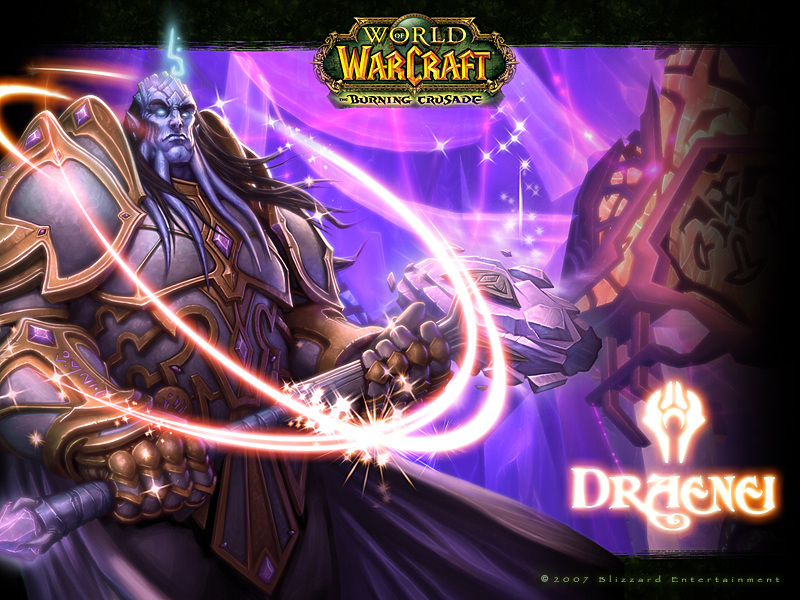 WORLD
OF
WARCRAFT
THE BURNING CRUSADE
DRAENEI
©2007 Blizzard Entertainment